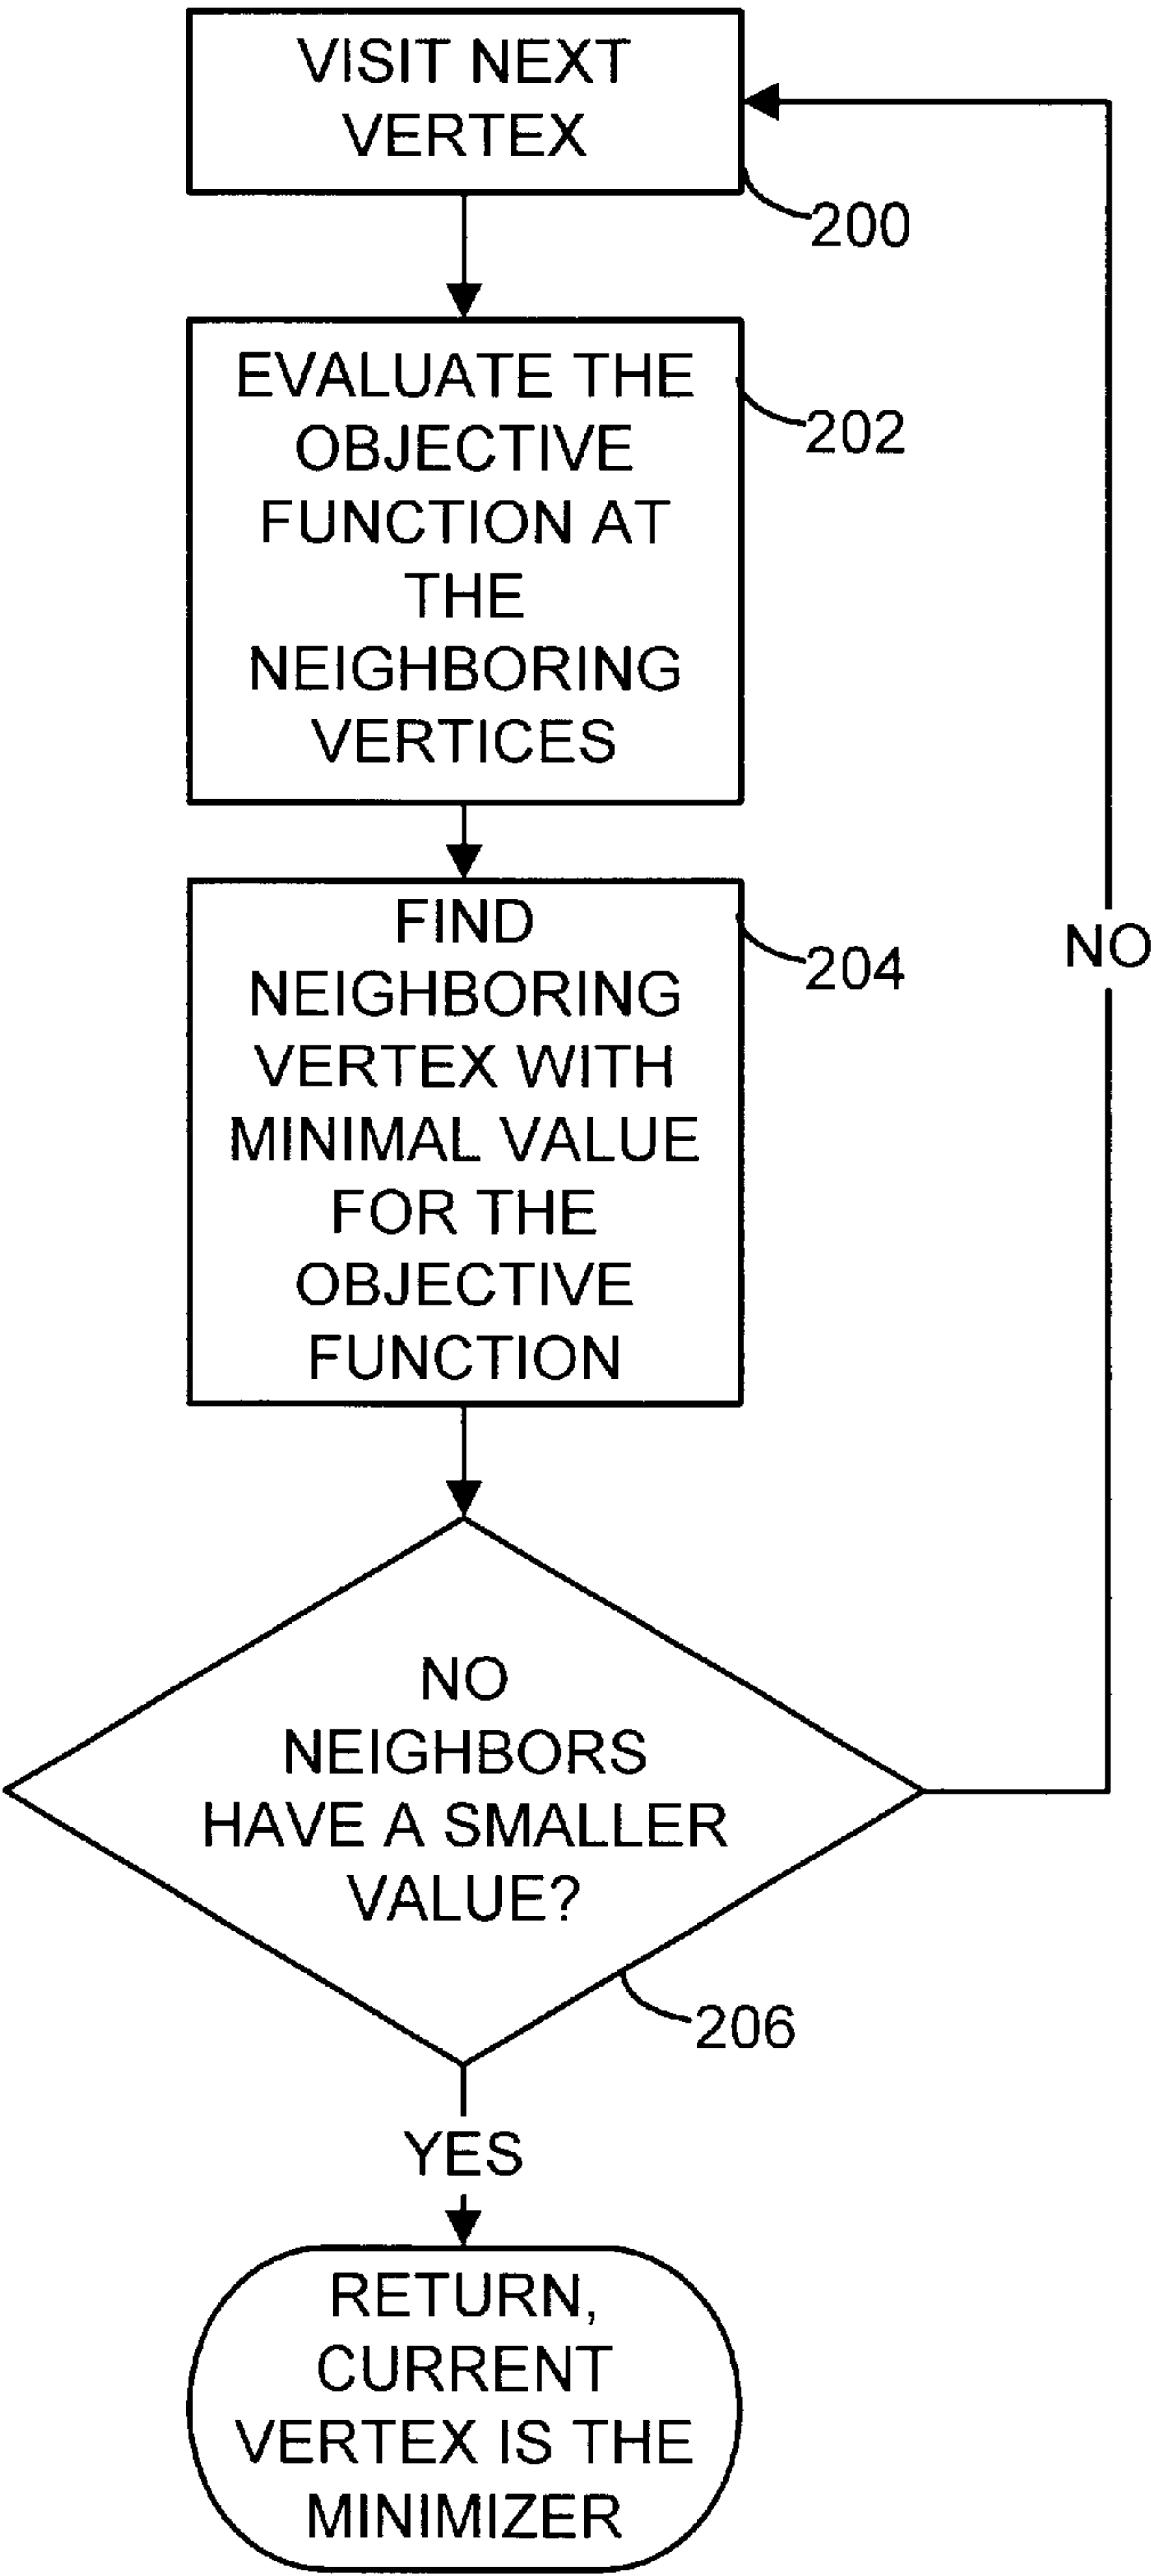 VISIT NEXT
VERTEX
200
EVALUATE THE
OBJECTIVE
FUNCTION AT
THE
NEIGHBORING
VERTICES
202
FIND
NEIGHBORING
VERTEX WITH
MINIMAL VALUE
FOR THE
OBJECTIVE
FUNCTION
204
NO
NO
NEIGHBORS
HAVE A SMALLER
VALUE?
206
YES
RETURN,
CURRENT
VERTEX IS THE
MINIMIZER